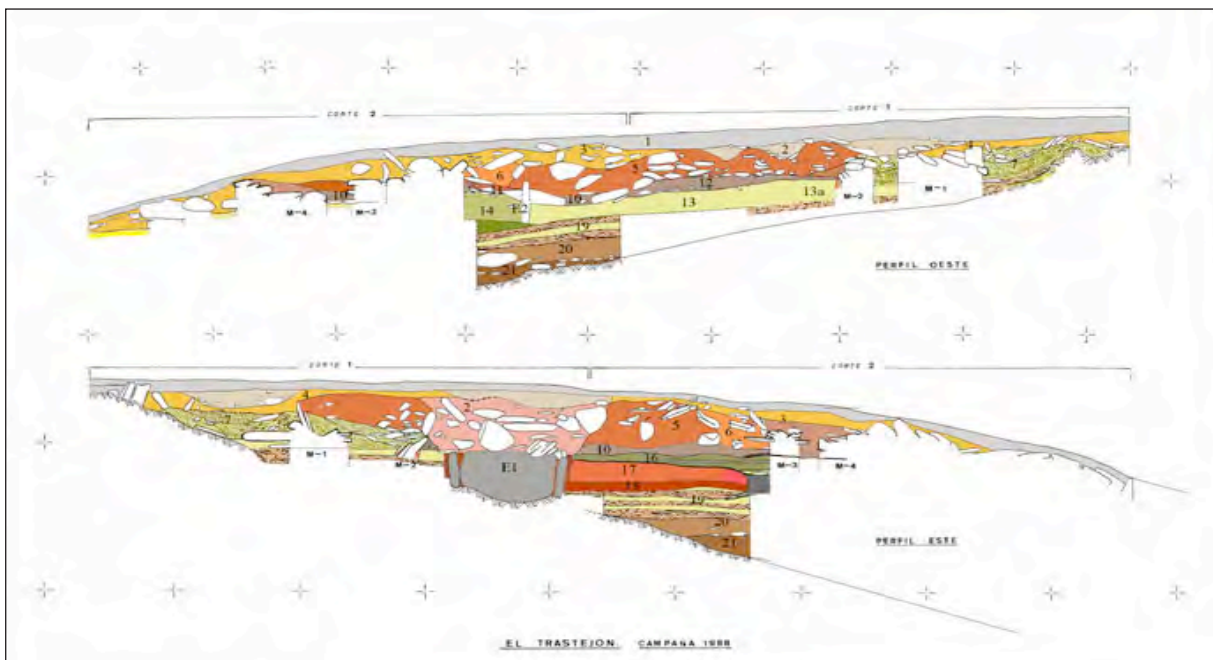 CORTE 2 CORTE 1
1
3 2 4
6 5 7
11 12
10 10 13a
14 E2 13
M-4 M-3 M-2 M-1
19
20
21
PERFIL OESTE
CORTE 1 CORTE 2
4
2 3
7 5 6
10
M-1 M-2 16 M-3 M-4
E1 17
18
19
20
21
PERFIL ESTE
EL TRASTEJON. CAMPAÑA 1988